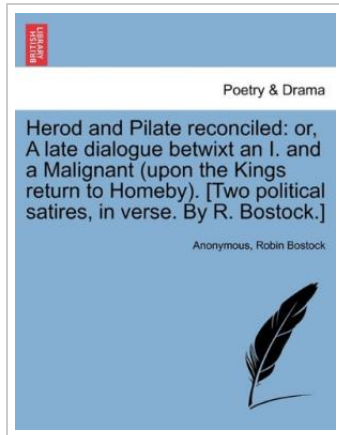 BRITISH
LIBRARY
Poetry & Drama
Herod and Pilate reconciled: or,
A late dialogue betwixt an I. and
a Malignant (upon the Kings
return to Homeby). [Two political
satires, in verse. By R. Bostock.]
Anonymous, Robin Bostock